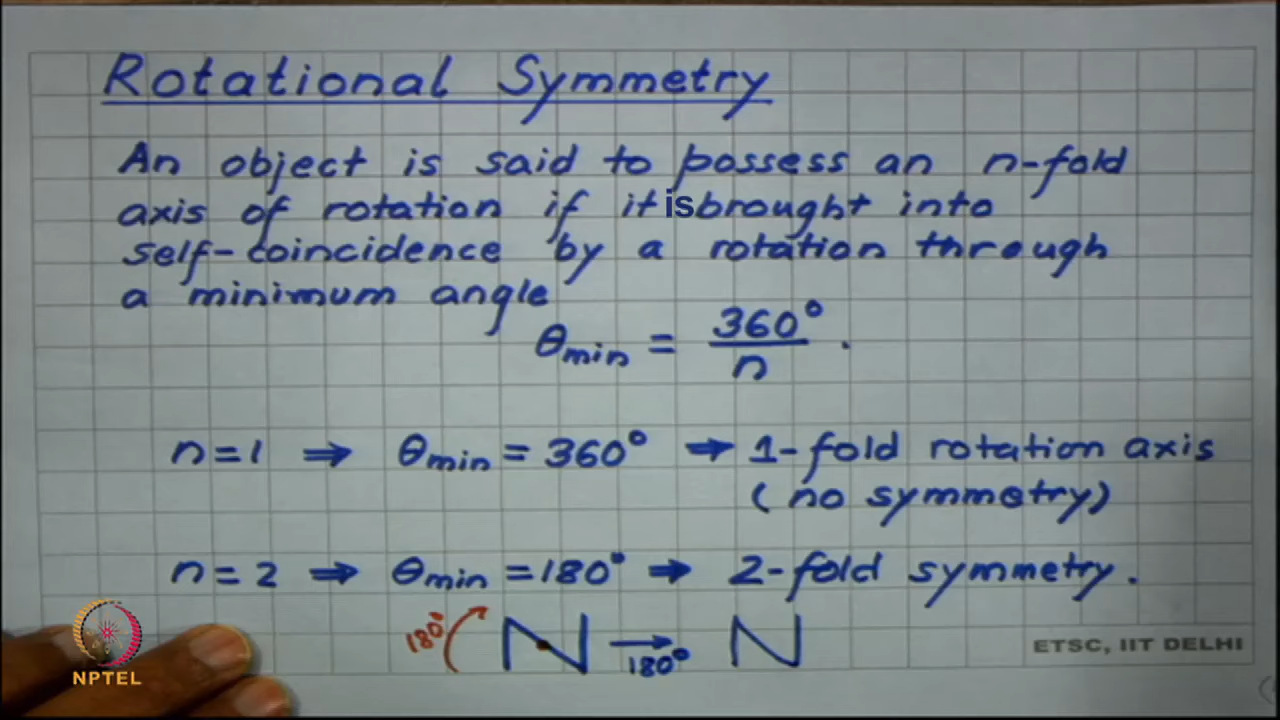 Rotational Symmetry
An object is said to possess an n-fold
axis of rotation if it is brought into
self-coincidence by a rotation through
a minimum angle
θmin = 360°/n .
n=1 ⇒ θmin = 360° ⇒ 1-fold rotation axis
(no symmetry)
n=2 ⇒ θmin =180° ⇒ 2-fold symmetry.
180° N →180° N
ETSC, IIT DELHI
NPTEL